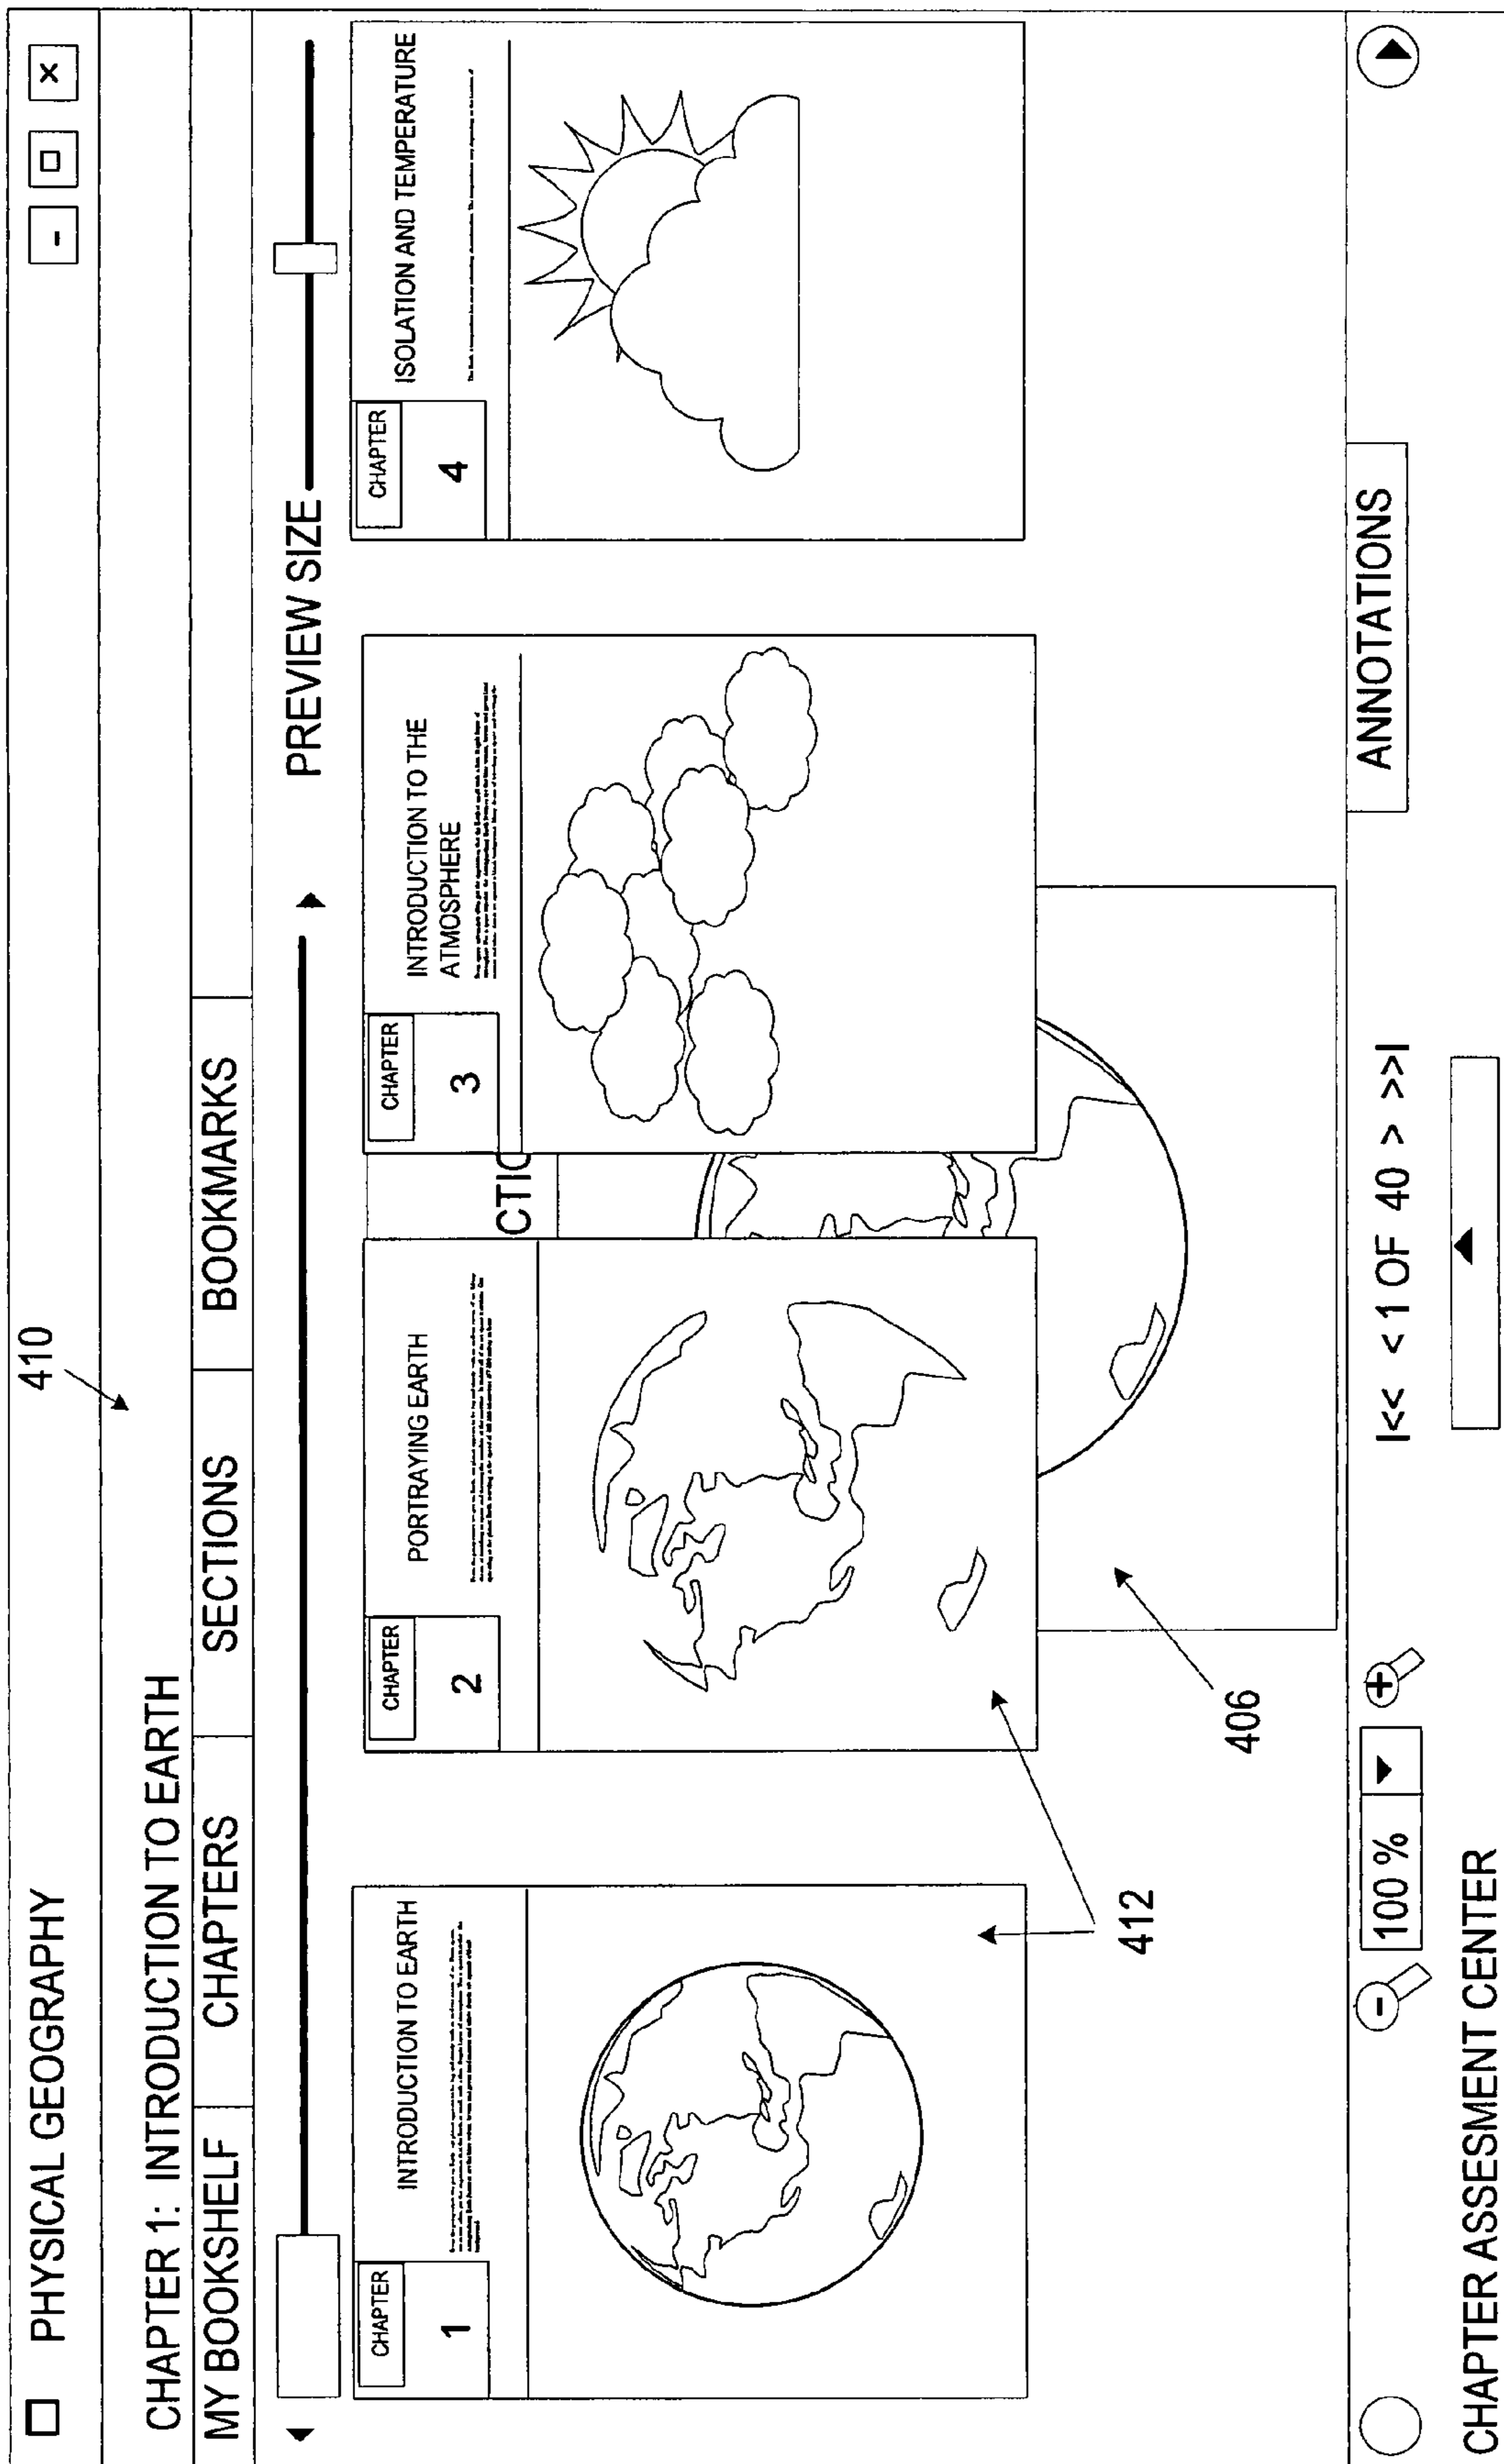 410
PHYSICAL GEOGRAPHY
- □ ×
CHAPTER 1: INTRODUCTION TO EARTH
MY BOOKSHELF CHAPTERS SECTIONS BOOKMARKS
PREVIEW SIZE
CHAPTER
1
INTRODUCTION TO EARTH
CHAPTER
2
PORTRAYING EARTH
CTIO
CHAPTER
3
INTRODUCTION TO THE
ATMOSPHERE
CHAPTER
4
ISOLATION AND TEMPERATURE
412
406
- 100 % +
|<< < 1 OF 40 > >>|
ANNOTATIONS
CHAPTER ASSESMENT CENTER